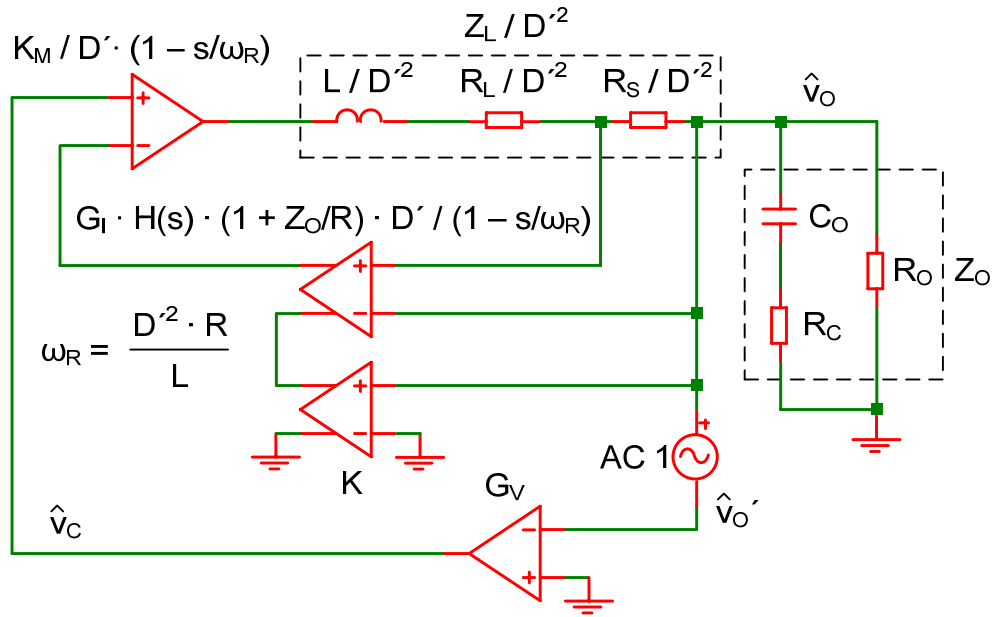 Z_L / D´²
K_M / D´· (1 – s/ω_R)
L / D´²
R_L / D´²
R_S / D´²
v̂_O
+
–
G_I · H(s) · (1 + Z_O/R) · D´ / (1 – s/ω_R)
C_O
+
–
R_O
Z_O
R_C
ω_R = D´² · R / L
+
+
–
–
+
AC 1
K
G_V
v̂_O´
v̂_C
–
+